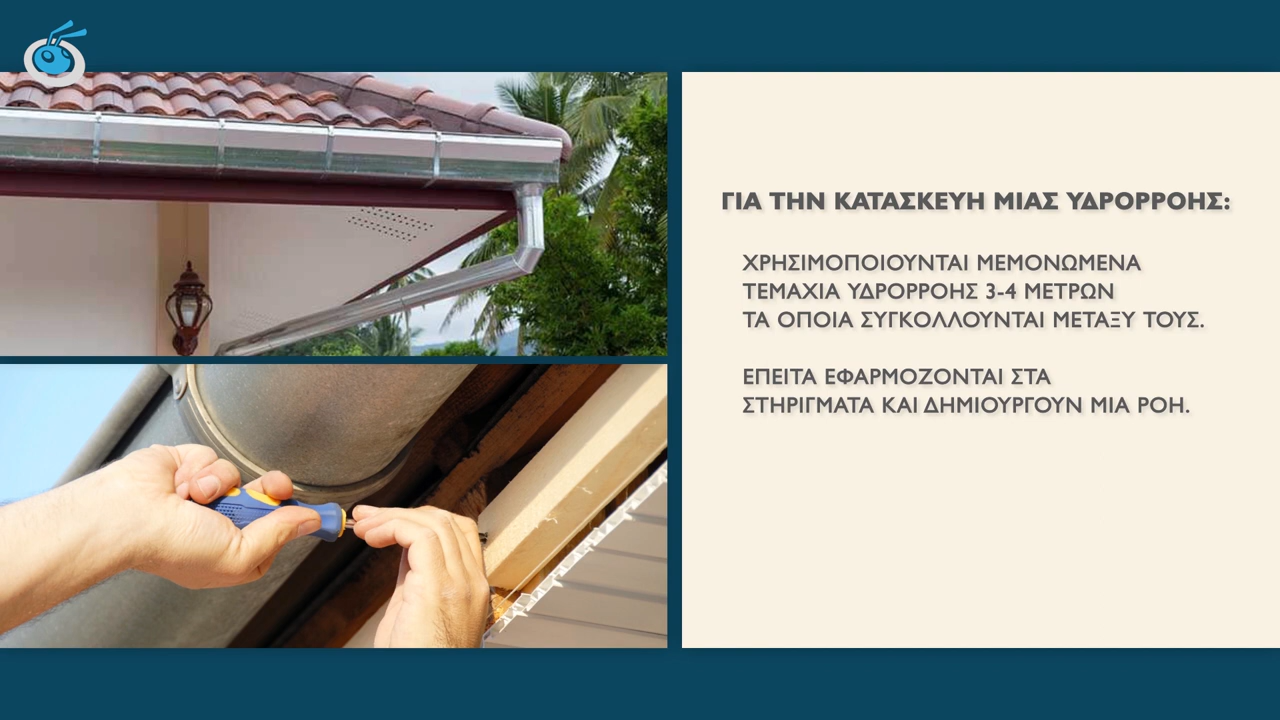 ΓΙΑ ΤΗΝ ΚΑΤΑΣΚΕΥΗ ΜΙΑΣ ΥΔΡΟΡΡΟΗΣ:
ΧΡΗΣΙΜΟΠΟΙΟΥΝΤΑΙ ΜΕΜΟΝΩΜΕΝΑ
ΤΕΜΑΧΙΑ ΥΔΡΟΡΡΟΗΣ 3-4 ΜΕΤΡΩΝ
ΤΑ ΟΠΟΙΑ ΣΥΓΚΟΛΛΟΥΝΤΑΙ ΜΕΤΑΞΥ ΤΟΥΣ.
ΕΠΕΙΤΑ ΕΦΑΡΜΟΖΟΝΤΑΙ ΣΤΑ
ΣΤΗΡΙΓΜΑΤΑ ΚΑΙ ΔΗΜΙΟΥΡΓΟΥΝ ΜΙΑ ΡΟΗ.